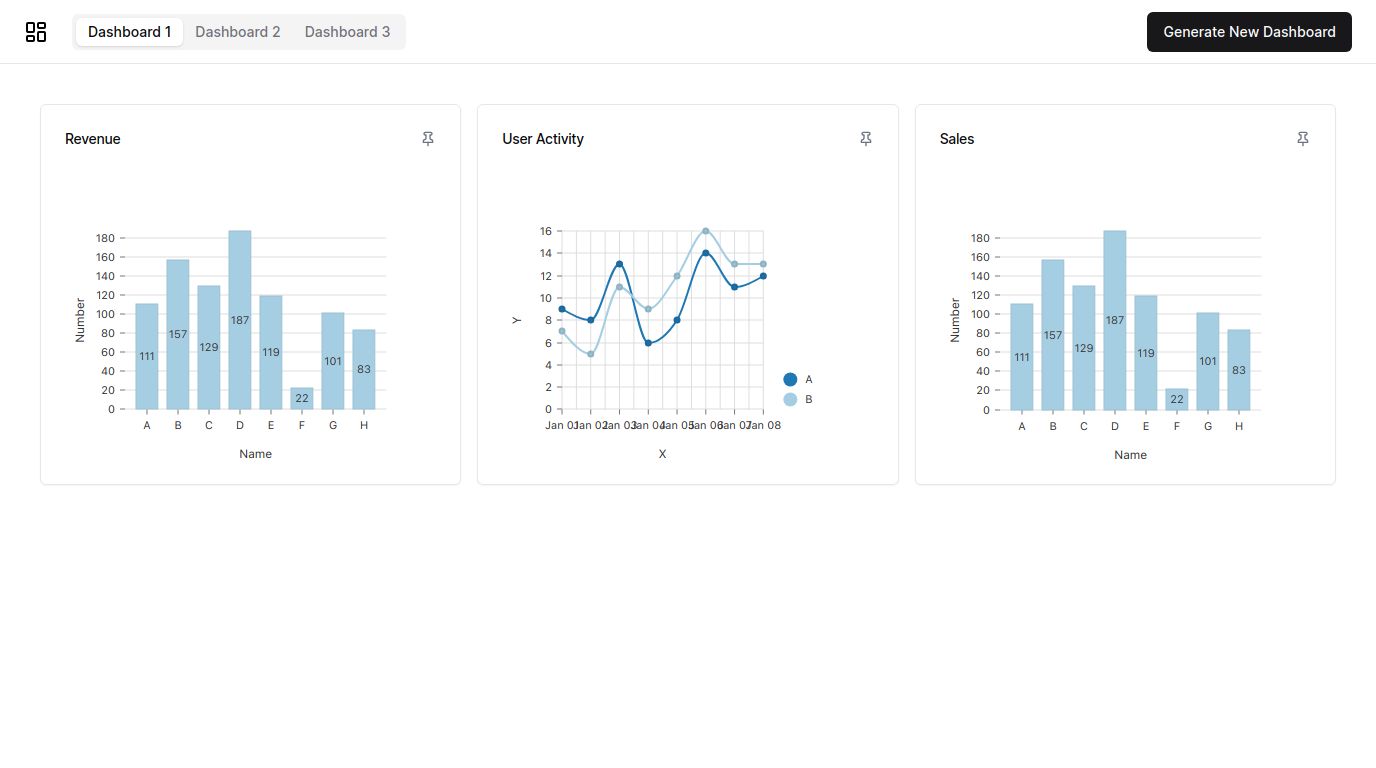 Dashboard 1 Dashboard 2 Dashboard 3 Generate New Dashboard
Revenue
180
160
140
120
100
80
60
40
20
0
Number
111 157 129 187 119 22 101 83
A B C D E F G H
Name
User Activity
16
14
12
10
8
6
4
2
0
Y
Jan 01 Jan 02 Jan 03 Jan 04 Jan 05 Jan 06 Jan 07 Jan 08
X
A
B
Sales
180
160
140
120
100
80
60
40
20
0
Number
111 157 129 187 119 22 101 83
A B C D E F G H
Name